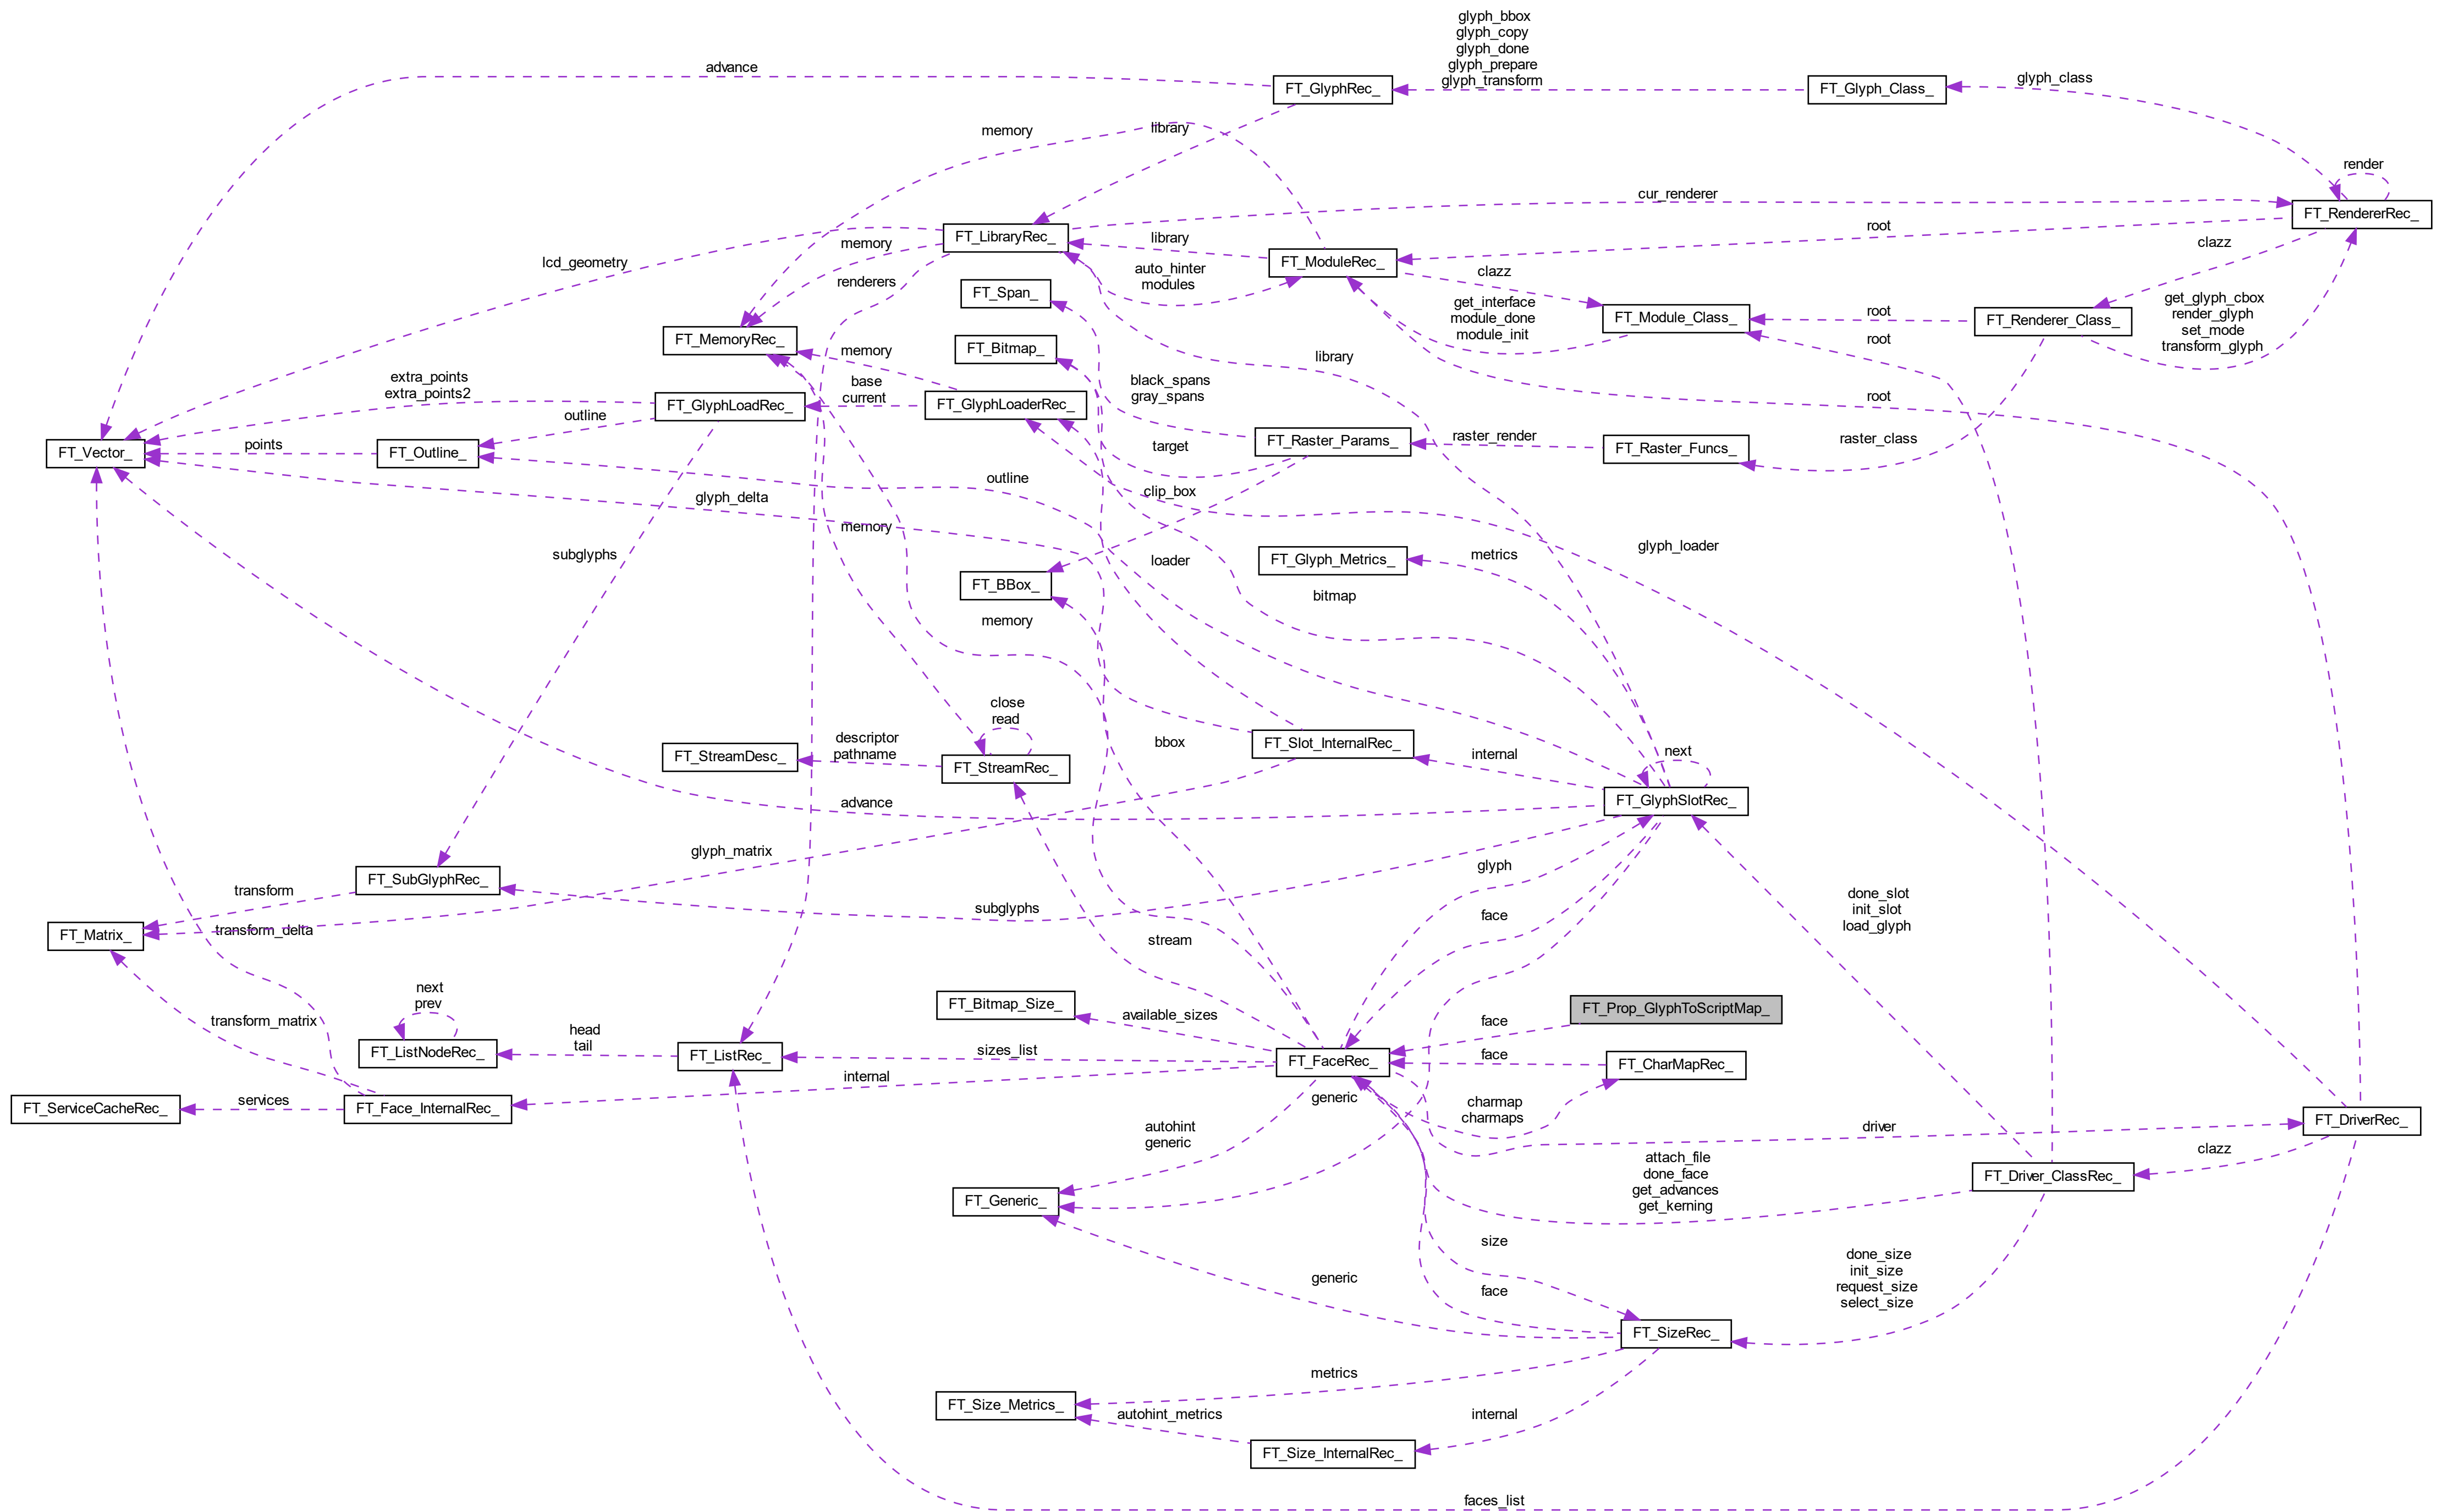 glyph_bbox
glyph_copy
glyph_done
glyph_prepare
glyph_transform
advance
FT_GlyphRec_
FT_Glyph_Class_
glyph_class
memory
library
render
cur_renderer
FT_RendererRec_
FT_LibraryRec_
memory
library
root
clazz
lcd_geometry
renderers
auto_hinter
modules
FT_ModuleRec_
clazz
FT_Span_
get_interface
module_done
module_init
FT_Module_Class_
root
FT_Renderer_Class_
get_glyph_cbox
render_glyph
set_mode
transform_glyph
FT_MemoryRec_
FT_Bitmap_
memory
library
root
extra_points
extra_points2
base
current
black_spans
gray_spans
FT_GlyphLoadRec_
FT_GlyphLoaderRec_
root
outline
FT_Vector_
points
FT_Outline_
target
FT_Raster_Params_
raster_render
FT_Raster_Funcs_
raster_class
outline
clip_box
glyph_delta
memory
subglyphs
loader
FT_Glyph_Metrics_
metrics
glyph_loader
FT_BBox_
bitmap
memory
close
read
descriptor
pathname
bbox
FT_StreamDesc_
FT_StreamRec_
FT_Slot_InternalRec_
internal
next
advance
FT_GlyphSlotRec_
glyph_matrix
glyph
FT_SubGlyphRec_
transform
subglyphs
face
done_slot
init_slot
load_glyph
FT_Matrix_
transform_delta
stream
next
prev
FT_Bitmap_Size_
available_sizes
FT_Prop_GlyphToScriptMap_
face
transform_matrix
head
tail
FT_ListNodeRec_
FT_ListRec_
sizes_list
FT_FaceRec_
face
FT_CharMapRec_
internal
FT_ServiceCacheRec_
services
FT_Face_InternalRec_
generic
charmap
charmaps
autohint
generic
driver
FT_DriverRec_
clazz
attach_file
done_face
get_advances
get_kerning
FT_Driver_ClassRec_
FT_Generic_
size
generic
face
done_size
init_size
request_size
select_size
FT_SizeRec_
metrics
FT_Size_Metrics_
autohint_metrics
internal
FT_Size_InternalRec_
faces_list